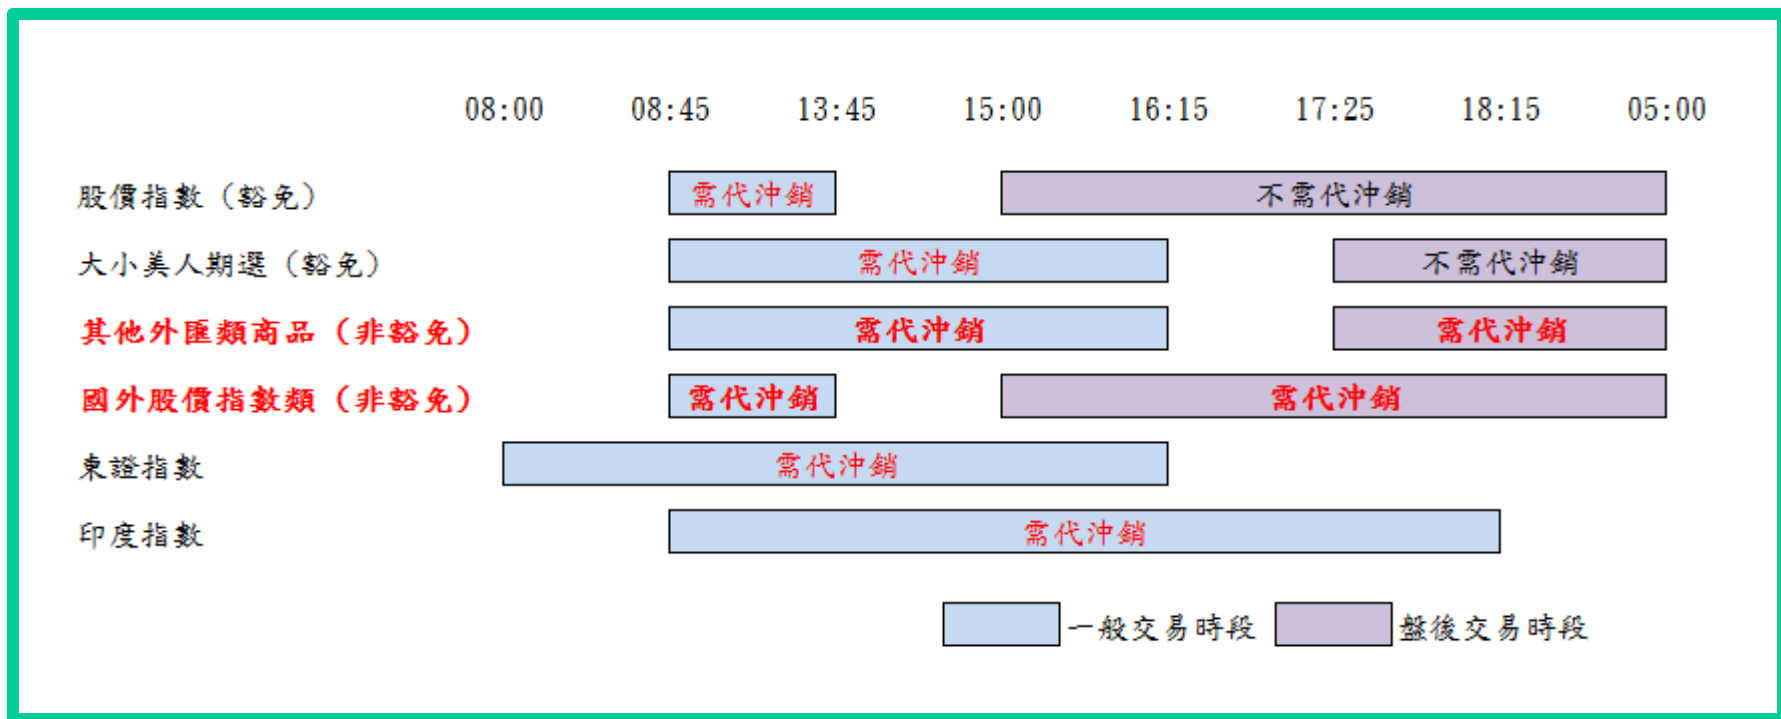 08:00 08:45 13:45 15:00 16:15 17:25 18:15 05:00
股價指數（豁免） 需代沖銷 不需代沖銷
大小美人期選（豁免） 需代沖銷 不需代沖銷
其他外匯類商品（非豁免） 需代沖銷 需代沖銷
國外股價指數類（非豁免） 需代沖銷 需代沖銷
東證指數 需代沖銷
印度指數 需代沖銷
一般交易時段 盤後交易時段